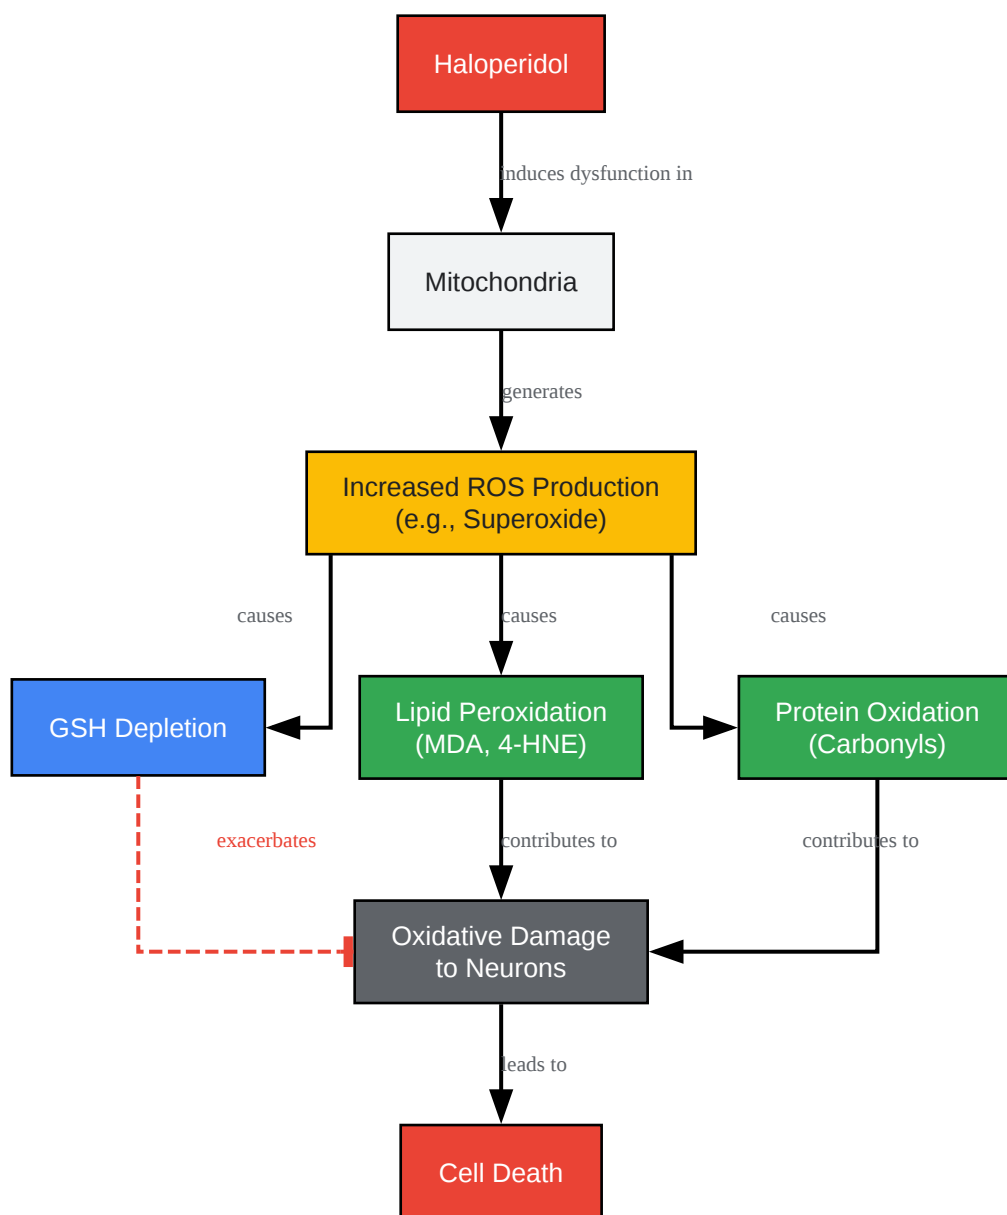 Haloperidol
induces dysfunction in
Mitochondria
generates
Increased ROS Production
(e.g., Superoxide)
causes
causes
causes
GSH Depletion
Lipid Peroxidation
(MDA, 4-HNE)
Protein Oxidation
(Carbonyls)
exacerbates
contributes to
contributes to
Oxidative Damage
to Neurons
leads to
Cell Death